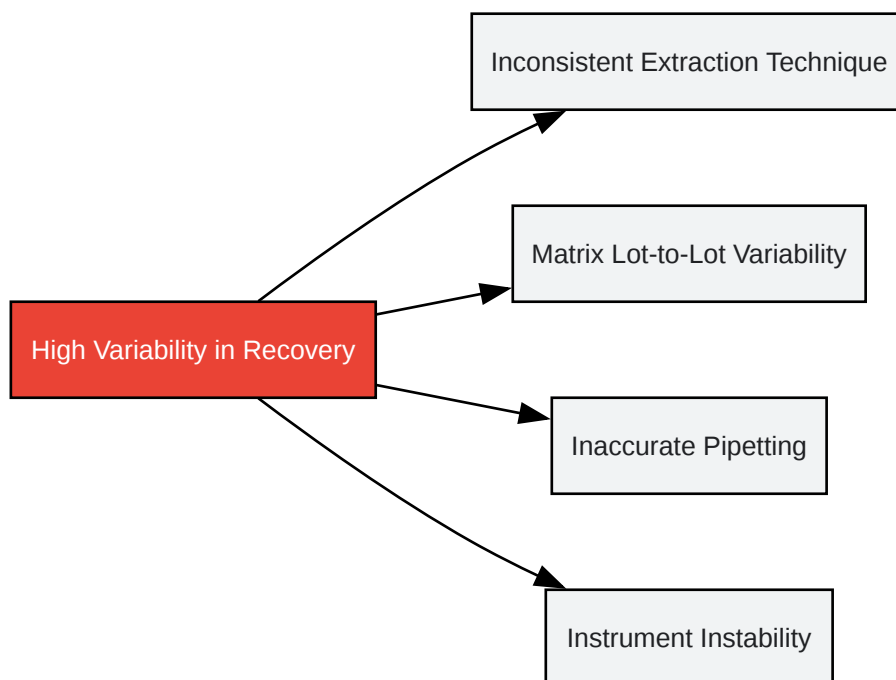 Inconsistent Extraction Technique
Matrix Lot-to-Lot Variability
High Variability in Recovery
Inaccurate Pipetting
Instrument Instability